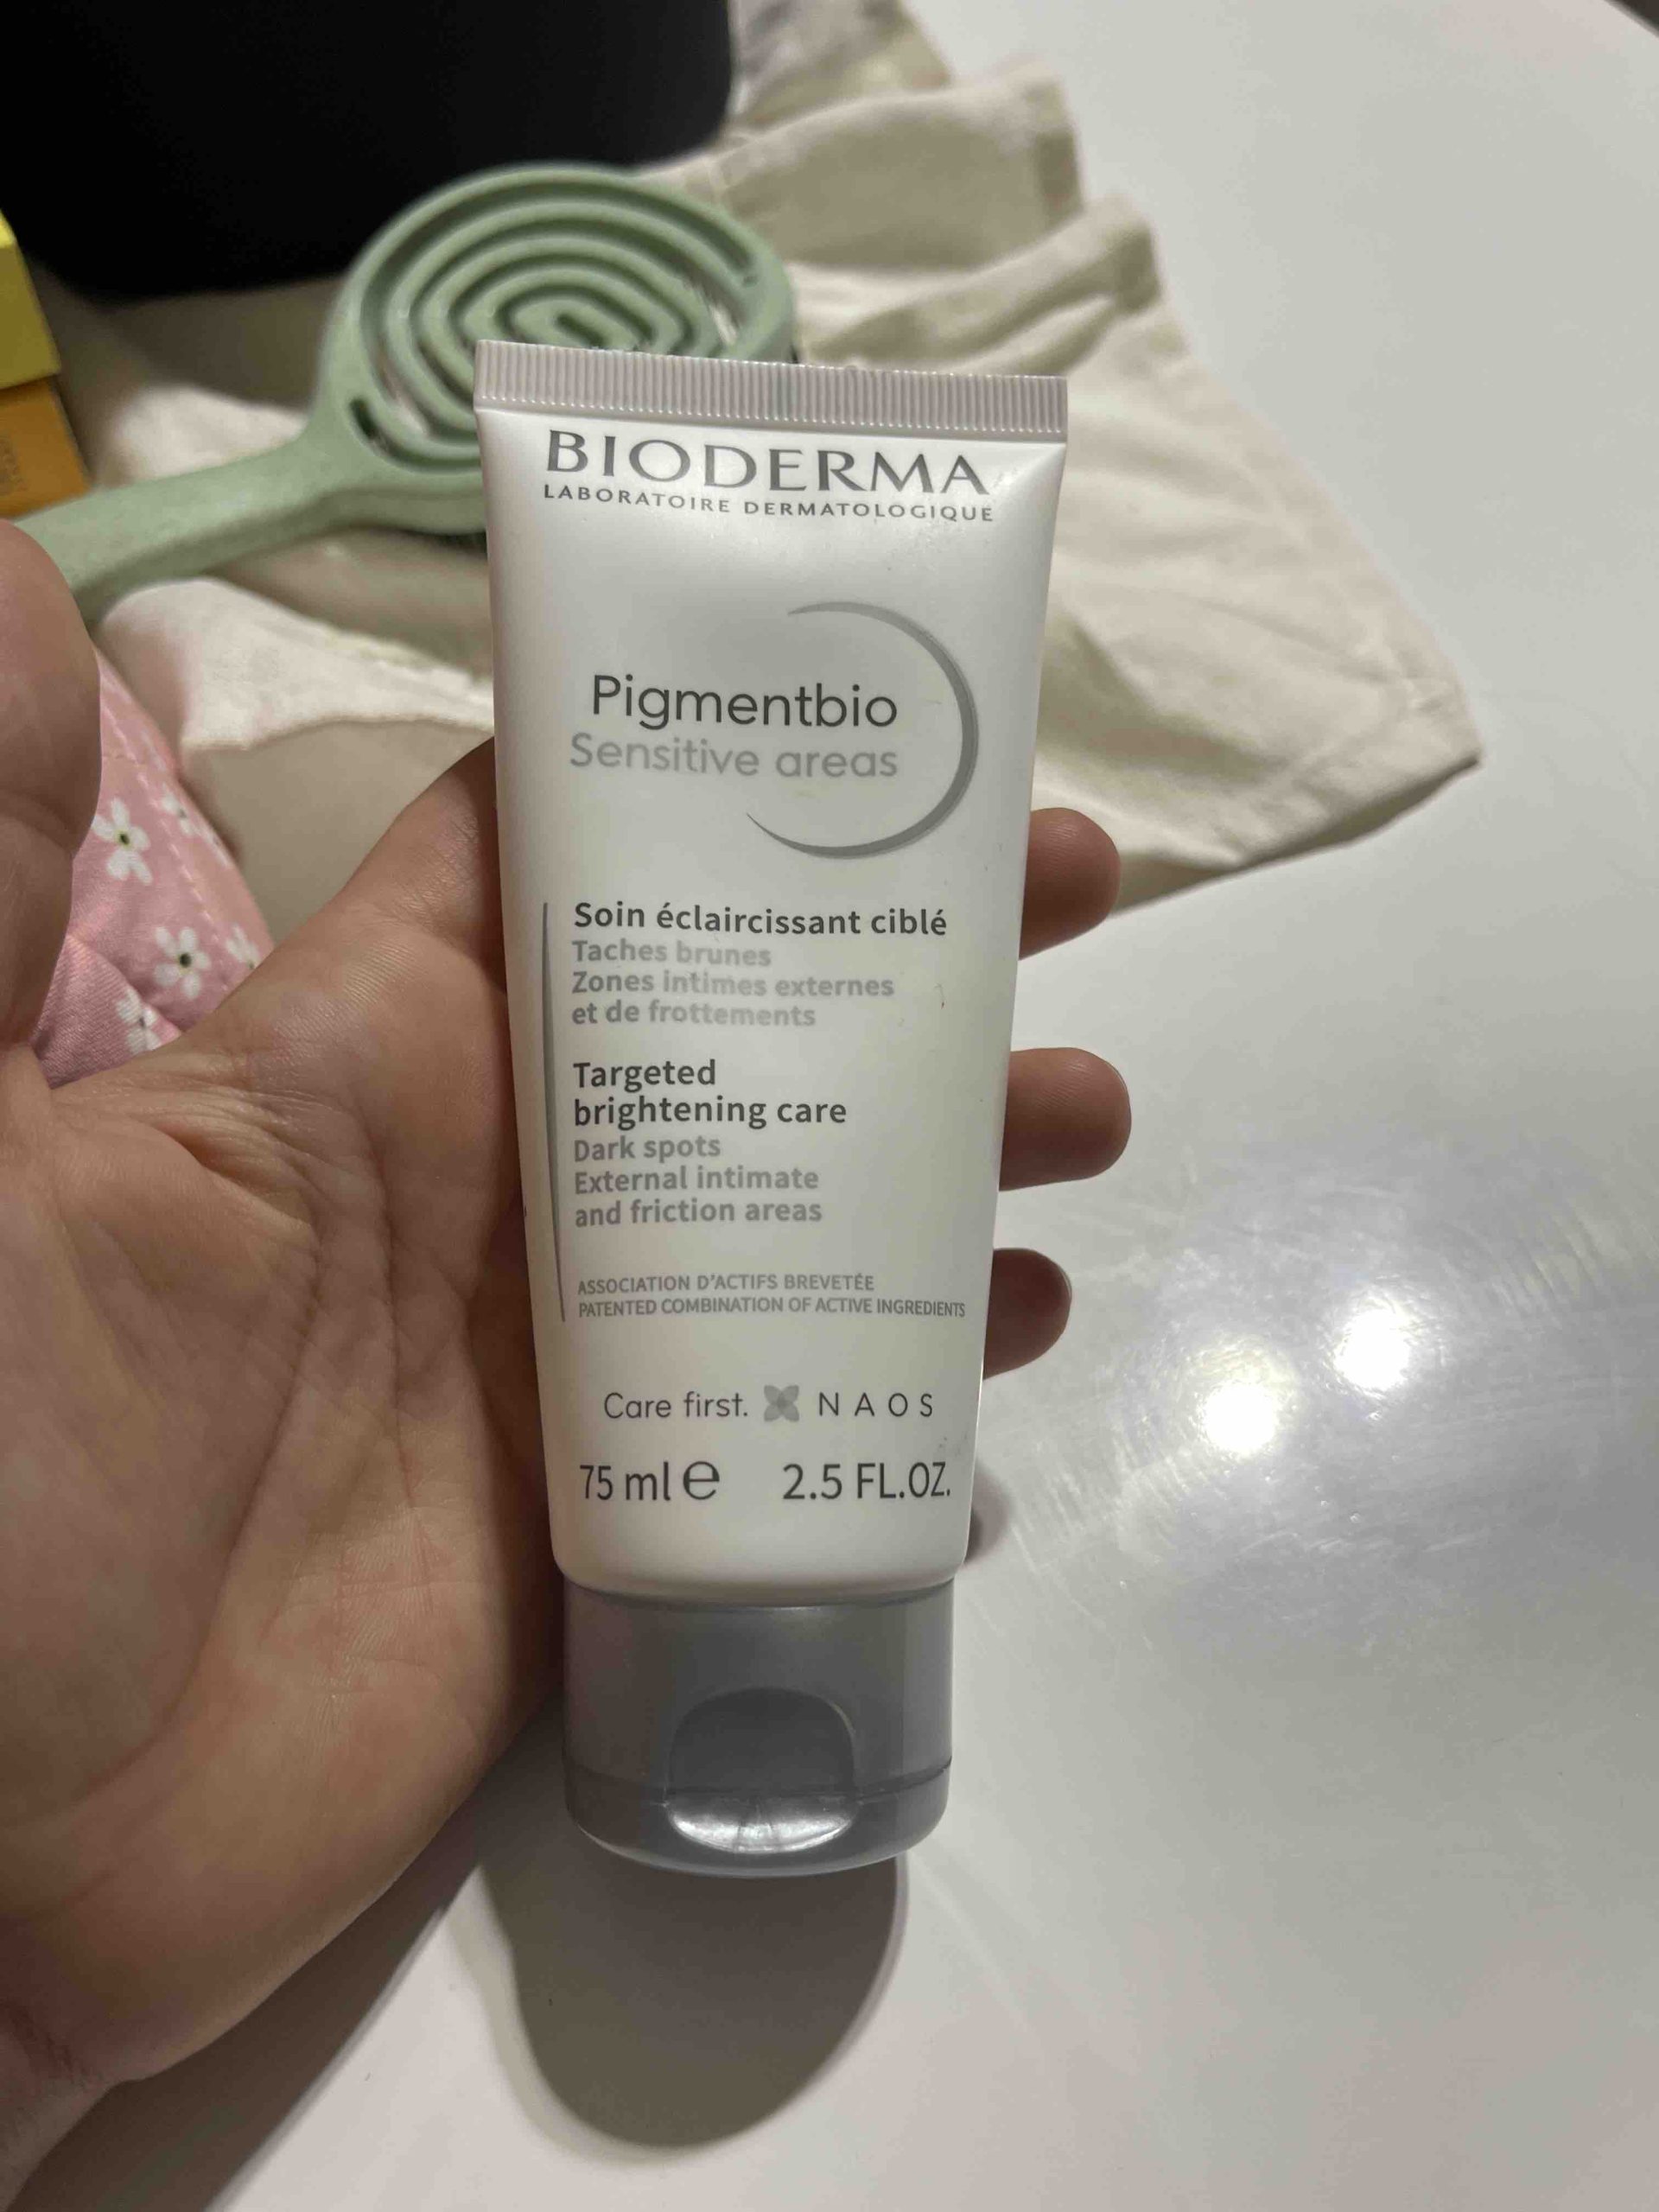 BIODERMA
LABORATOIRE DERMATOLOGIQUE
Pigmentbio
Sensitive areas
Soin éclaircissant ciblé
Taches brunes
Zones intimes externes
et de frottements
Targeted
brightening care
Dark spots
External intimate
and friction areas
ASSOCIATION D'ACTIFS BREVETÉE
PATENTED COMBINATION OF ACTIVE INGREDIENTS
Care first. NAOS
75 ml e 2.5 FL.OZ.